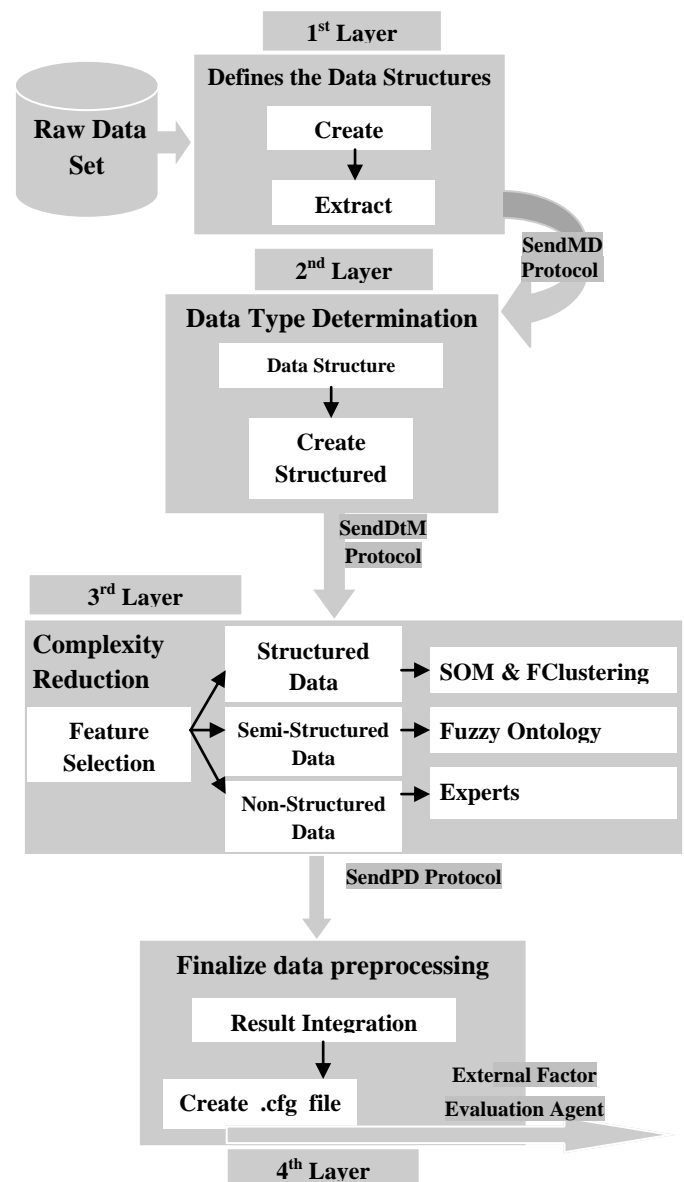 1st Layer
Defines the Data Structures
Raw Data
Set
Create
Extract
SendMD
Protocol
2nd Layer
Data Type Determination
Data Structure
Create
Structured
SendDtM
Protocol
3rd Layer
Complexity
Reduction
Feature
Selection
Structured
Data
SOM & FClustering
Semi-Structured
Data
Fuzzy Ontology
Non-Structured
Data
Experts
SendPD Protocol
Finalize data preprocessing
Result Integration
Create .cfg file
External Factor
Evaluation Agent
4th Layer